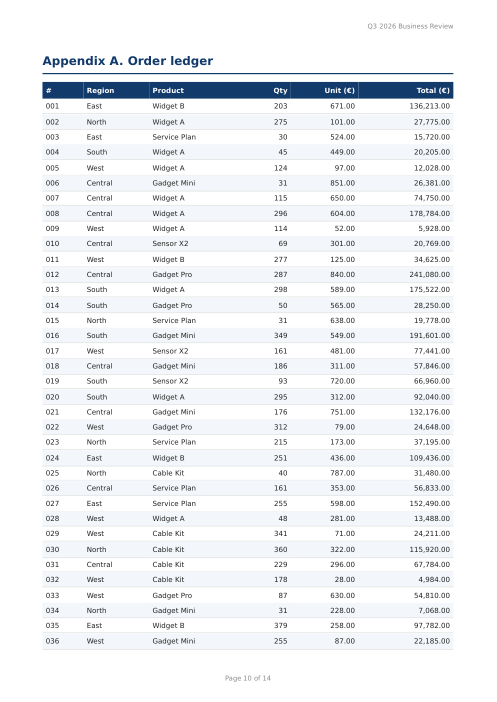 Q3 2026 Business Review
Appendix A. Order ledger
# Region Product Qty Unit (€) Total (€)
001 East Widget B 203 671.00 136,213.00
002 North Widget A 275 101.00 27,775.00
003 East Service Plan 30 524.00 15,720.00
004 South Widget A 45 449.00 20,205.00
005 West Widget A 124 97.00 12,028.00
006 Central Gadget Mini 31 851.00 26,381.00
007 Central Widget A 115 650.00 74,750.00
008 Central Widget A 296 604.00 178,784.00
009 West Widget A 114 52.00 5,928.00
010 Central Sensor X2 69 301.00 20,769.00
011 West Widget B 277 125.00 34,625.00
012 Central Gadget Pro 287 840.00 241,080.00
013 South Widget A 298 589.00 175,522.00
014 South Gadget Pro 50 565.00 28,250.00
015 North Service Plan 31 638.00 19,778.00
016 South Gadget Mini 349 549.00 191,601.00
017 West Sensor X2 161 481.00 77,441.00
018 Central Gadget Mini 186 311.00 57,846.00
019 South Sensor X2 93 720.00 66,960.00
020 South Widget A 295 312.00 92,040.00
021 Central Gadget Mini 176 751.00 132,176.00
022 West Gadget Pro 312 79.00 24,648.00
023 North Service Plan 215 173.00 37,195.00
024 East Widget B 251 436.00 109,436.00
025 North Cable Kit 40 787.00 31,480.00
026 Central Service Plan 161 353.00 56,833.00
027 East Service Plan 255 598.00 152,490.00
028 West Widget A 48 281.00 13,488.00
029 West Cable Kit 341 71.00 24,211.00
030 North Cable Kit 360 322.00 115,920.00
031 Central Cable Kit 229 296.00 67,784.00
032 West Cable Kit 178 28.00 4,984.00
033 West Gadget Pro 87 630.00 54,810.00
034 North Gadget Mini 31 228.00 7,068.00
035 East Widget B 379 258.00 97,782.00
036 West Gadget Mini 255 87.00 22,185.00
Page 10 of 14